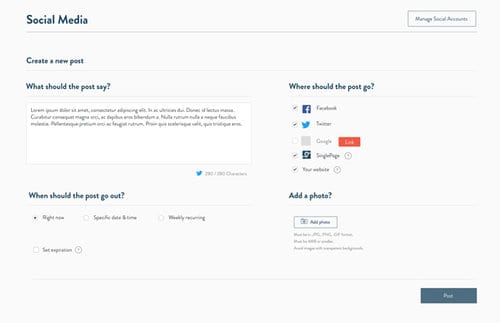 Social Media
Manage Social Accounts
Create a new post
What should the post say?
Lorem ipsum dolor sit amet, consectetur adipiscing elit. In ac ultricies dui. Donec id lectus massa.
Curabitur consequat magna orci, ac dapibus eros bibendum a. Nulla rutrum nulla a neque faucibus
molestie. Pellentesque pretium orci ac feugiat rutrum. Proin quis scelerisque velit, quis tristique eros.
280 / 280 Characters
Where should the post go?
Facebook
Twitter
Google
Link
SinglePage ?
Your website ?
When should the post go out?
Right now
Specific date & time
Weekly recurring
Set expiration ?
Add a photo?
Add photo
Must be in .JPG, .PNG, .GIF format.
Must be 6MB or smaller.
Avoid images with transparent backgrounds.
Post